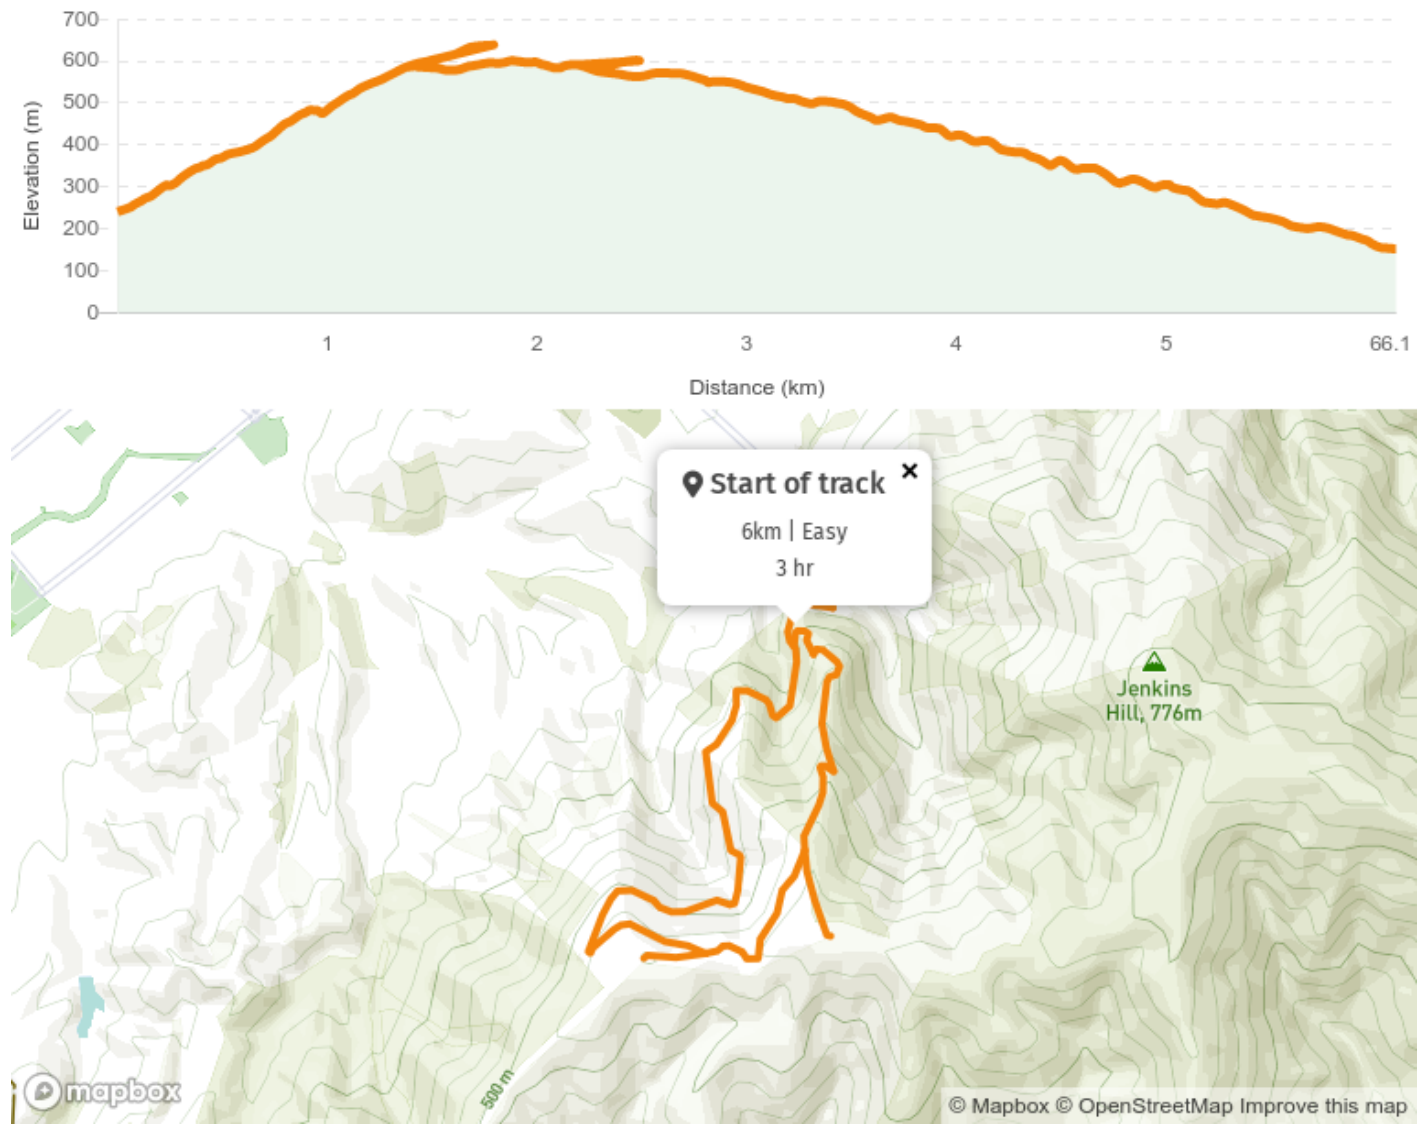 700
600
500
400
300
200
100
0
Elevation (m)
1 2 3 4 5 66.1
Distance (km)
Start of track ×
6km | Easy
3 hr
Jenkins
Hill, 776m
500 m
mapbox
© Mapbox © OpenStreetMap Improve this map